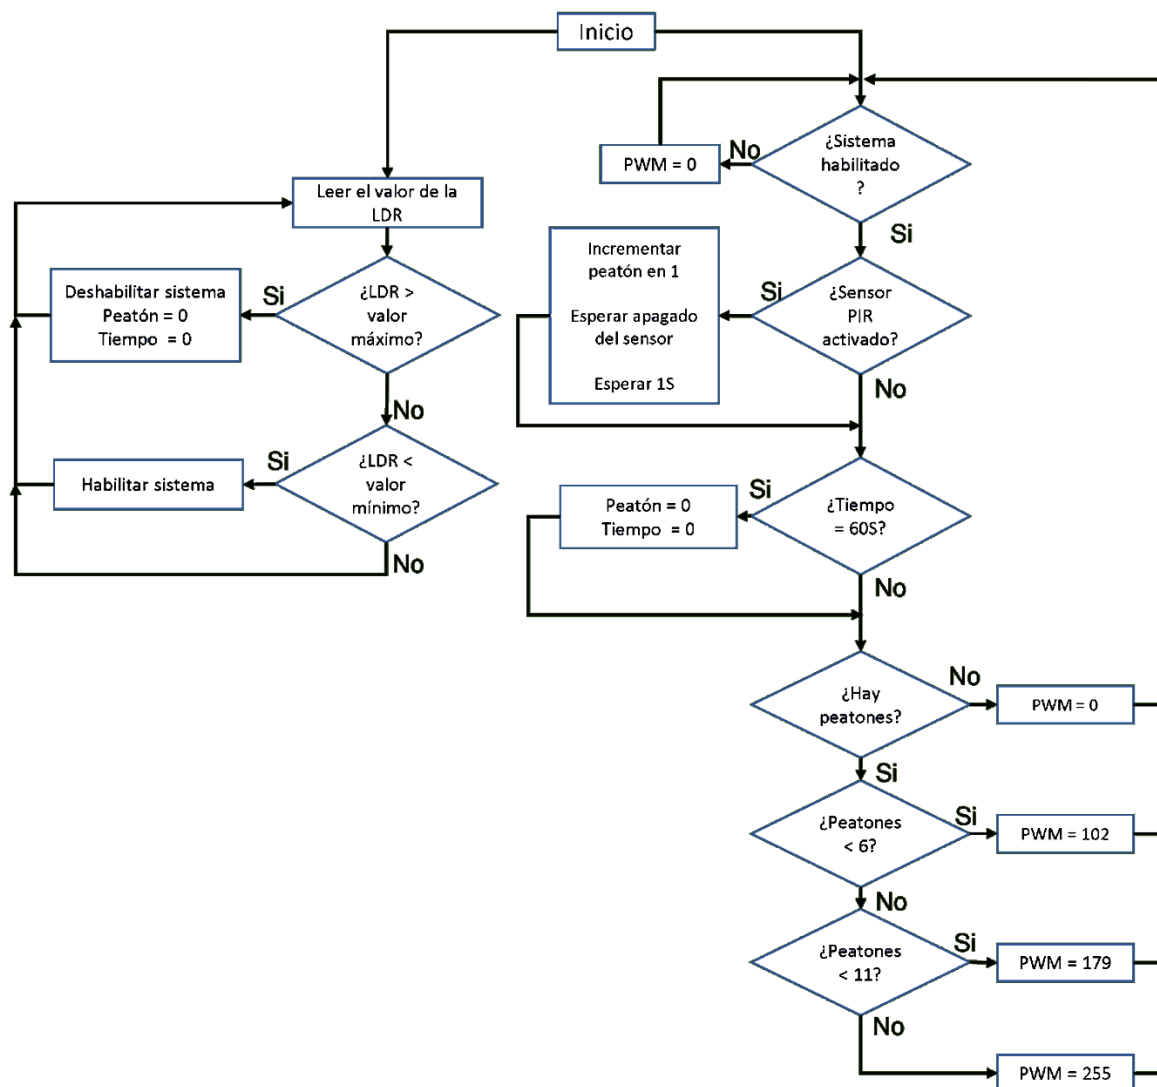 Inicio
Leer el valor de la
LDR
¿LDR >
valor
máximo?
Si
Deshabilitar sistema
Peatón = 0
Tiempo = 0
No
¿LDR <
valor
mínimo?
Si
Habilitar sistema
No
¿Sistema
habilitado
?
No
PWM = 0
Si
¿Sensor
PIR
activado?
Si
Incrementar
peatón en 1
Esperar apagado
del sensor
Esperar 1S
No
¿Tiempo
= 60S?
Si
Peatón = 0
Tiempo = 0
No
¿Hay
peatones?
No
PWM = 0
Si
¿Peatones
< 6?
Si
PWM = 102
No
¿Peatones
< 11?
Si
PWM = 179
No
PWM = 255